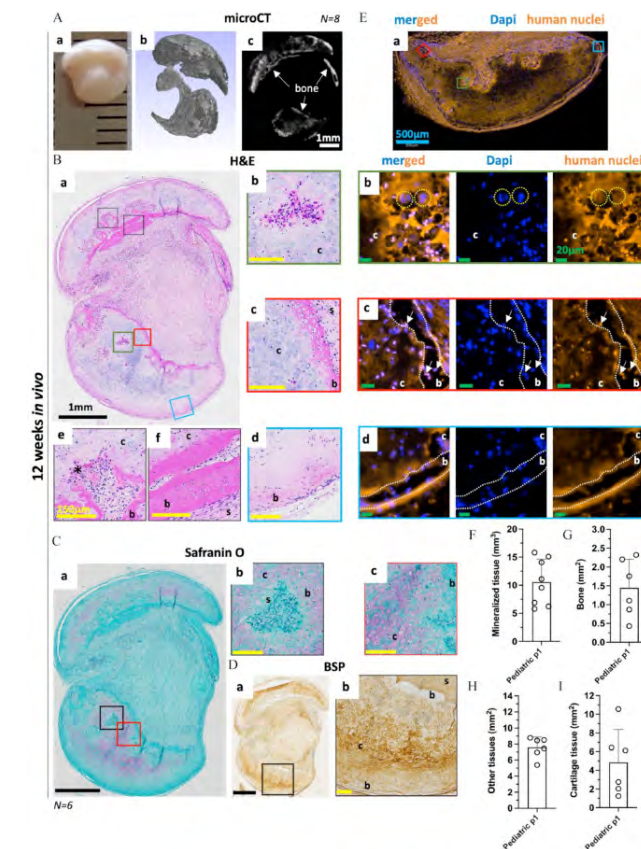 A microCT N=8
a b c
bone
1mm
E merged Dapi human nuclei
a
500µm
B H&E
a b
c
1mm
c s
c
b
e c f c d
*
b b s b
250µm
merged Dapi human nuclei
b
c c c
20µm
c
c b c b c b
d c c c
b b b
12 weeks in vivo
C Safranin O
a b c
c
s b
b
c
D BSP
a b
s
b
c
b
N=6
F
Mineralized tissue (mm³)
20
15
10
5
0
Pediatric p1
G
Bone (mm²)
3.0
2.5
2.0
1.5
1.0
0.5
0.0
Pediatric p1
H
Other tissues (mm²)
14
12
10
8
6
4
2
0
Pediatric p1
I
Cartilage tissue (mm²)
12
10
8
6
4
2
0
Pediatric p1